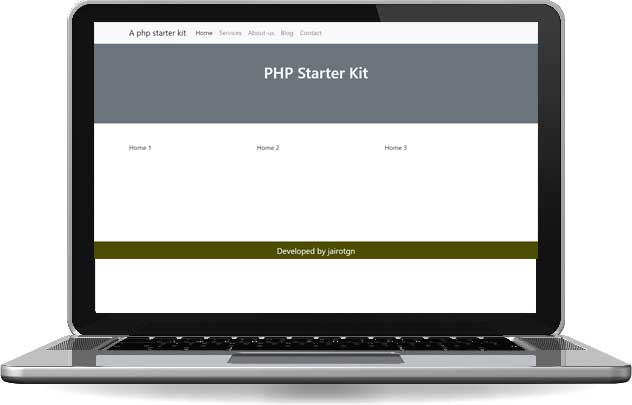 A php starter kit Home Services About us Blog Contact
PHP Starter Kit
Home 1 Home 2 Home 3
Developed by jairotgn